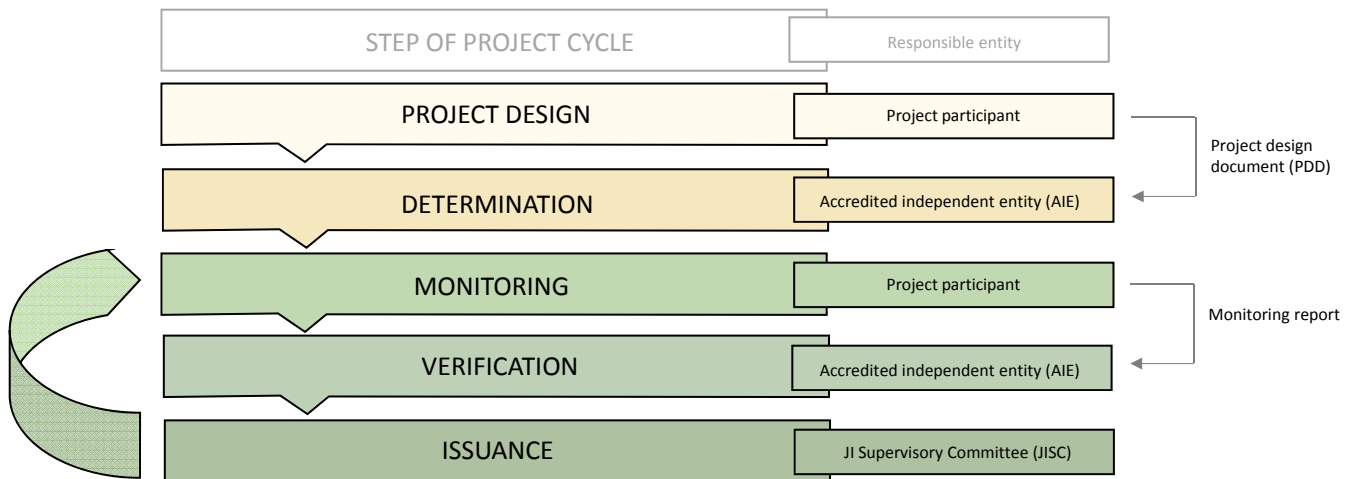 STEP OF PROJECT CYCLE
Responsible entity
PROJECT DESIGN
Project participant
Project design
document (PDD)
DETERMINATION
Accredited independent entity (AIE)
MONITORING
Project participant
Monitoring report
VERIFICATION
Accredited independent entity (AIE)
ISSUANCE
JI Supervisory Committee (JISC)